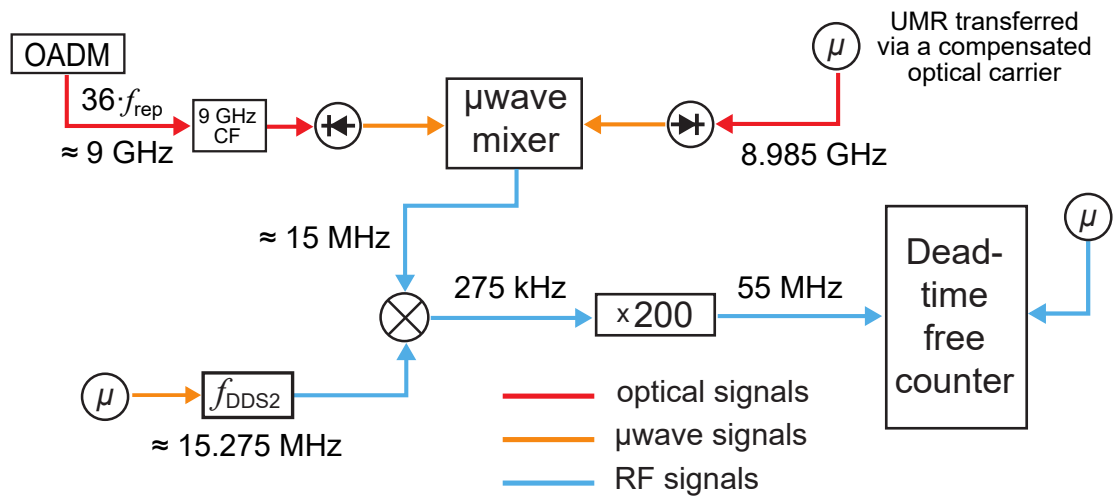 OADM
36·frep
≈ 9 GHz
9 GHz
CF
µwave
mixer
µ
UMR transferred
via a compensated
optical carrier
8.985 GHz
≈ 15 MHz
275 kHz
x 200
55 MHz
Dead-
time
free
counter
µ
µ
fDDS2
≈ 15.275 MHz
optical signals
µwave signals
RF signals